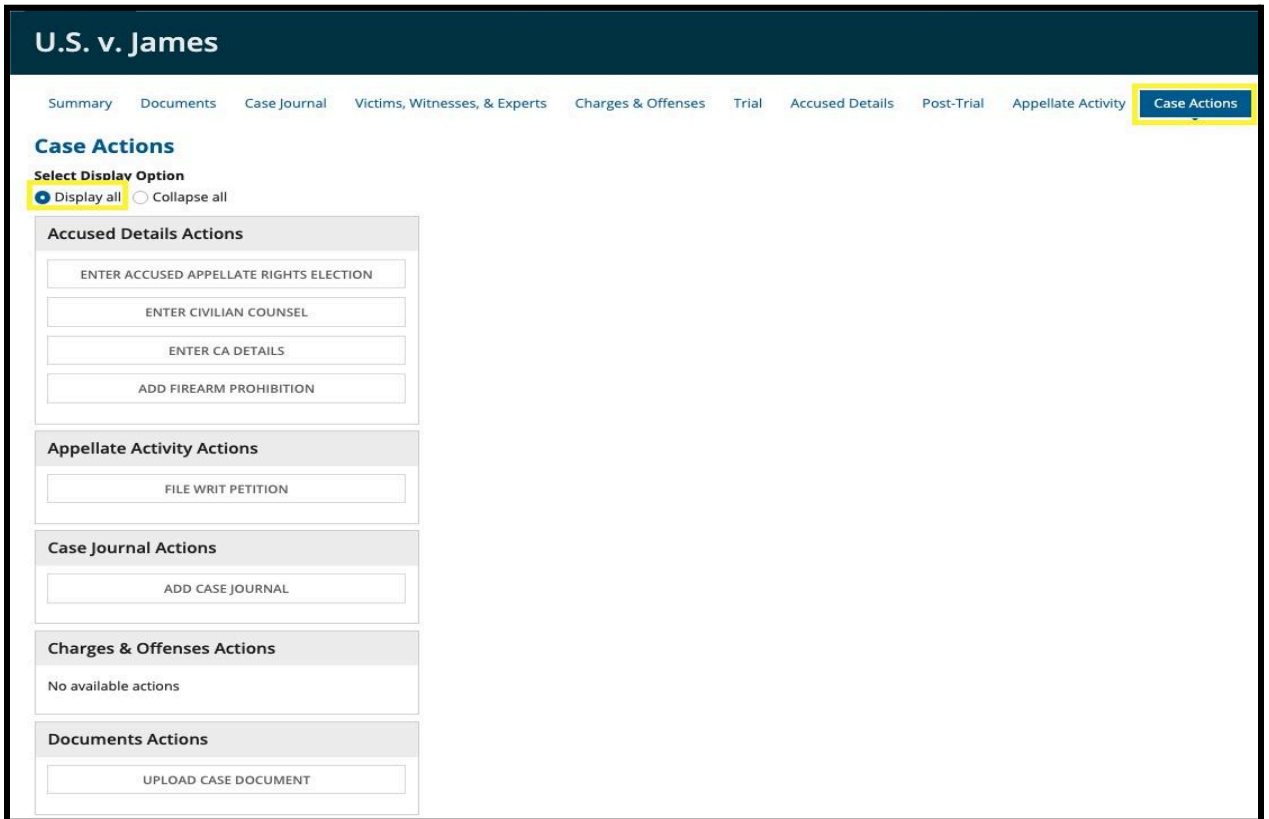 U.S. v. James
Summary Documents Case Journal Victims, Witnesses, & Experts Charges & Offenses Trial Accused Details Post-Trial Appellate Activity Case Actions
Case Actions
Select Display Option
Display all Collapse all
Accused Details Actions
ENTER ACCUSED APPELLATE RIGHTS ELECTION
ENTER CIVILIAN COUNSEL
ENTER CA DETAILS
ADD FIREARM PROHIBITION
Appellate Activity Actions
FILE WRIT PETITION
Case Journal Actions
ADD CASE JOURNAL
Charges & Offenses Actions
No available actions
Documents Actions
UPLOAD CASE DOCUMENT